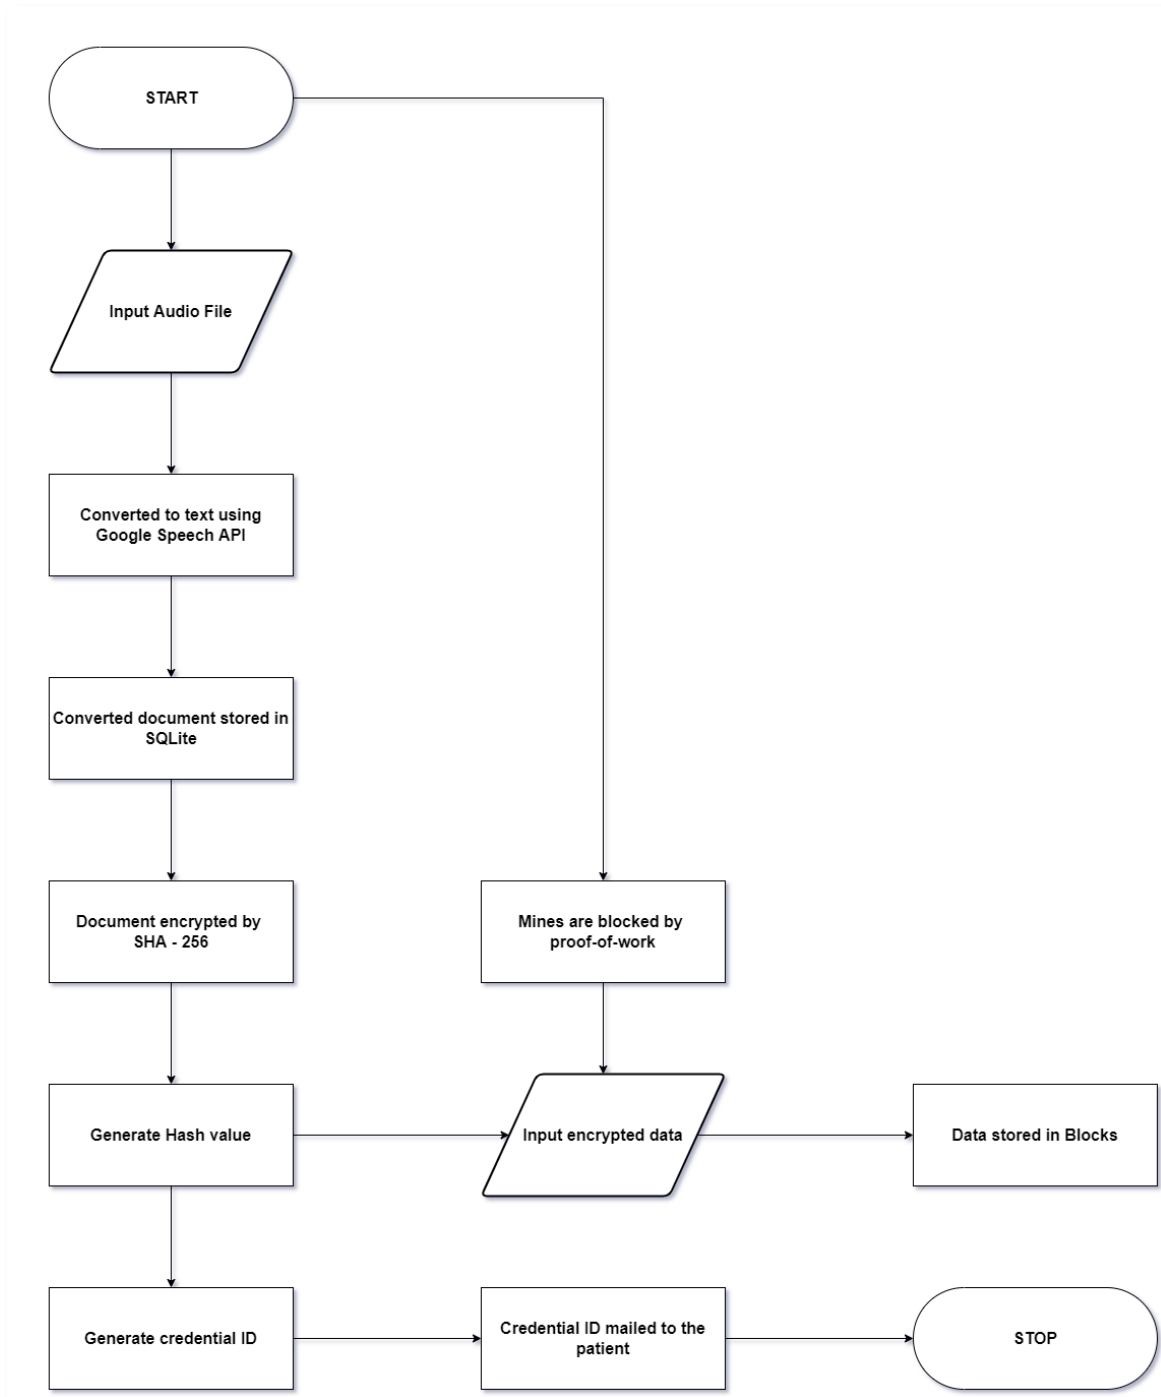 START
Input Audio File
Converted to text using
Google Speech API
Converted document stored in
SQLite
Document encrypted by
SHA - 256
Mines are blocked by
proof-of-work
Generate Hash value
Input encrypted data
Data stored in Blocks
Generate credential ID
Credential ID mailed to the
patient
STOP